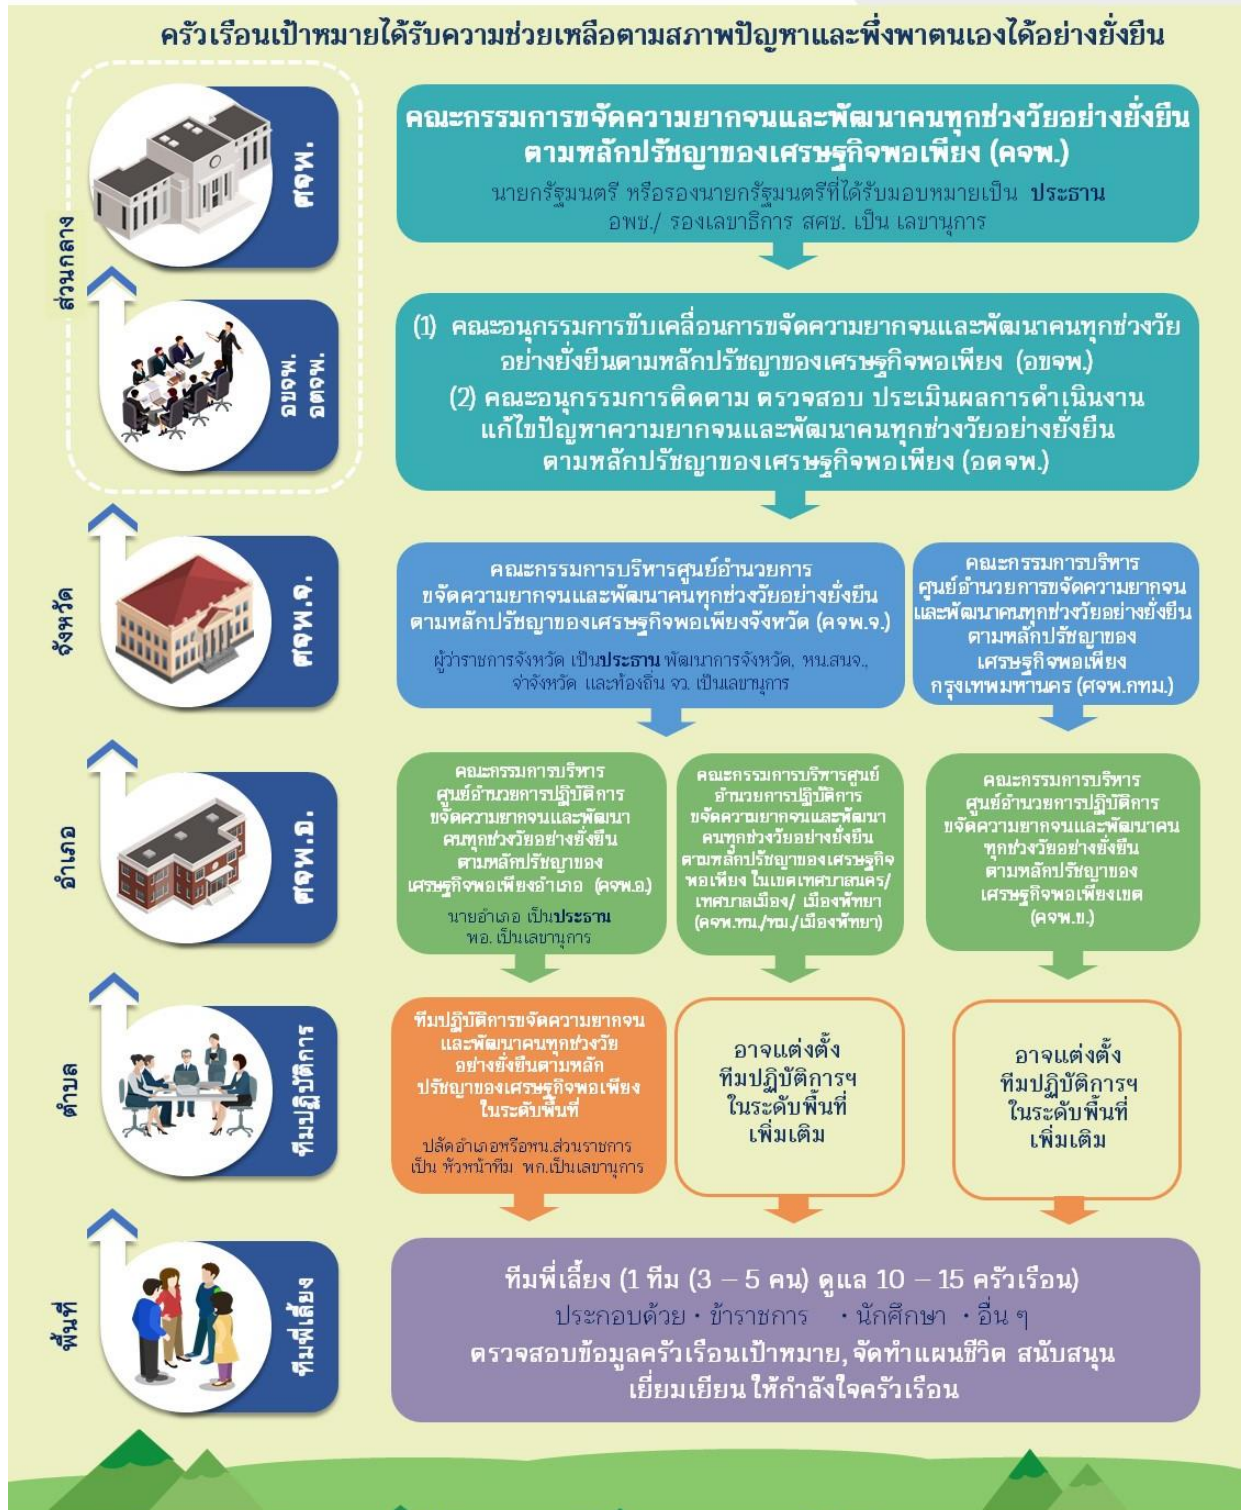 ครัวเรือนเป้าหมายได้รับความช่วยเหลือตามสภาพปัญหาและพึ่งพาตนเองได้อย่างยั่งยืน
ส่วนกลาง
ศจพ.
คณะกรรมการขจัดความยากจนและพัฒนาคนทุกช่วงวัยอย่างยั่งยืน
ตามหลักปรัชญาของเศรษฐกิจพอเพียง (คจพ.)
นายกรัฐมนตรี หรือรองนายกรัฐมนตรีที่ได้รับมอบหมายเป็น ประธาน
อพช./ รองเลขาธิการ สศช. เป็น เลขานุการ
อขจพ.
อตจพ.
(1) คณะอนุกรรมการขับเคลื่อนการขจัดความยากจนและพัฒนาคนทุกช่วงวัย
อย่างยั่งยืนตามหลักปรัชญาของเศรษฐกิจพอเพียง (อขจพ.)
(2) คณะอนุกรรมการติดตาม ตรวจสอบ ประเมินผลการดำเนินงาน
แก้ไขปัญหาความยากจนและพัฒนาคนทุกช่วงวัยอย่างยั่งยืน
ตามหลักปรัชญาของเศรษฐกิจพอเพียง (อตจพ.)
จังหวัด
ศจพ.จ.
คณะกรรมการบริหารศูนย์อำนวยการ
ขจัดความยากจนและพัฒนาคนทุกช่วงวัยอย่างยั่งยืน
ตามหลักปรัชญาของเศรษฐกิจพอเพียงจังหวัด (คจพ.จ.)
ผู้ว่าราชการจังหวัด เป็นประธาน พัฒนาการจังหวัด, หน.สนจ.,
จ่าจังหวัด และท้องถิ่น จว. เป็นเลขานุการ
คณะกรรมการบริหาร
ศูนย์อำนวยการขจัดความยากจน
และพัฒนาคนทุกช่วงวัยอย่างยั่งยืน
ตามหลักปรัชญาของ
เศรษฐกิจพอเพียง
กรุงเทพมหานคร (ศจพ.กทม.)
อำเภอ
ศจพ.อ.
คณะกรรมการบริหาร
ศูนย์อำนวยการปฏิบัติการ
ขจัดความยากจนและพัฒนา
คนทุกช่วงวัยอย่างยั่งยืน
ตามหลักปรัชญาของ
เศรษฐกิจพอเพียงอำเภอ (คจพ.อ.)
นายอำเภอ เป็นประธาน
พอ. เป็นเลขานุการ
คณะกรรมการบริหารศูนย์
อำนวยการปฏิบัติการ
ขจัดความยากจนและพัฒนา
คนทุกช่วงวัยอย่างยั่งยืน
ตามหลักปรัชญาของเศรษฐกิจ
พอเพียง ในเขตเทศบาลนคร/
เทศบาลเมือง/ เมืองพัทยา
(คจพ.ทน./ทม./เมืองพัทยา)
คณะกรรมการบริหาร
ศูนย์อำนวยการปฏิบัติการ
ขจัดความยากจนและพัฒนาคน
ทุกช่วงวัยอย่างยั่งยืน
ตามหลักปรัชญาของ
เศรษฐกิจพอเพียงเขต
(คจพ.ข.)
ตำบล
ทีมปฏิบัติการ
ทีมปฏิบัติการขจัดความยากจน
และพัฒนาคนทุกช่วงวัย
อย่างยั่งยืนตามหลัก
ปรัชญาของเศรษฐกิจพอเพียง
ในระดับพื้นที่
ปลัดอำเภอหรือหน.ส่วนราชการ
เป็น หัวหน้าทีม พก.เป็นเลขานุการ
อาจแต่งตั้ง
ทีมปฏิบัติการฯ
ในระดับพื้นที่
เพิ่มเติม
อาจแต่งตั้ง
ทีมปฏิบัติการฯ
ในระดับพื้นที่
เพิ่มเติม
พื้นที่
ทีมพี่เลี้ยง
ทีมพี่เลี้ยง (1 ทีม (3 – 5 คน) ดูแล 10 – 15 ครัวเรือน)
ประกอบด้วย · ข้าราชการ · นักศึกษา · อื่น ๆ
ตรวจสอบข้อมูลครัวเรือนเป้าหมาย, จัดทำแผนชีวิต สนับสนุน
เยี่ยมเยียน ให้กำลังใจครัวเรือน